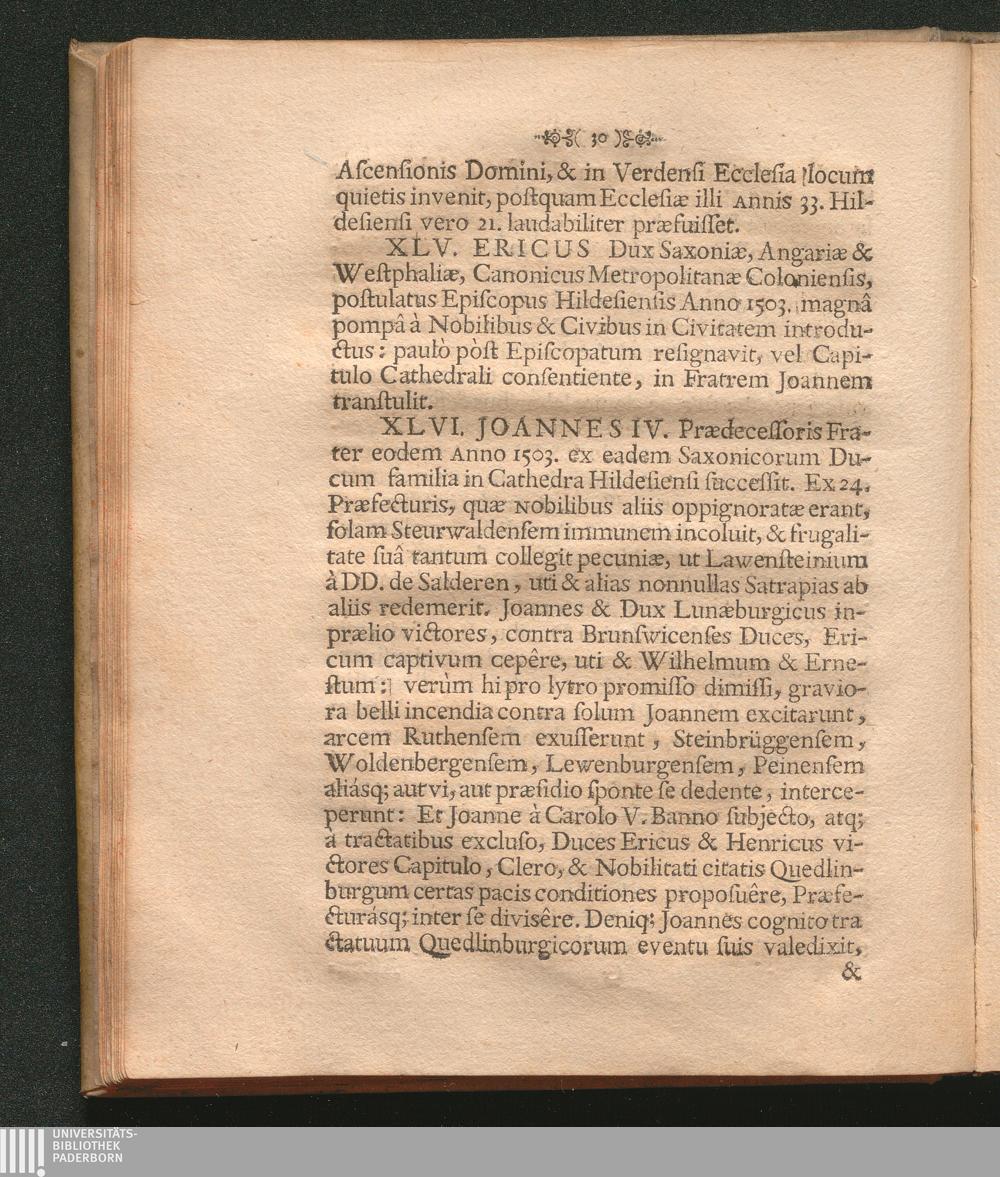 ( 30 )
Aſcenſionis Domini, & in Verdenſi Eccleſia locum
quietis invenit, poſtquam Eccleſiæ illi Annis 33. Hil-
deſienſi vero 21. laudabiliter præfuiſſet.
XLV. ERICUS Dux Saxoniæ, Angariæ &
Weſtphaliæ, Canonicus Metropolitanæ Colonienſis,
poſtulatus Epiſcopus Hildeſienſis Anno 1503. magnâ
pompâ à Nobilibus & Civibus in Civitatem introdu-
ctus: paulò pòſt Epiſcopatum reſignavit, vel Capi-
tulo Cathedrali conſentiente, in Fratrem Joannem
tranſtulit.
XLVI. JOANNES IV. Prædeceſſoris Fra-
ter eodem Anno 1503. ex eadem Saxonicorum Du-
cum familia in Cathedra Hildeſienſi ſucceſſit. Ex 24.
Præfecturis, quæ Nobilibus aliis oppignoratæ erant,
ſolam Steurwaldenſem immunem incoluit, & frugali-
tate ſuâ tantum collegit pecuniæ, ut Lawenſteinium
à DD. de Salderen, uti & alias nonnullas Satrapias ab
aliis redemerit. Joannes & Dux Lunæburgicus in-
prælio victores, contra Brunſwicenſes Duces, Eri-
cum captivum cepêre, uti & Wilhelmum & Erne-
ſtum: verùm hi pro lytro promiſſo dimiſſi, gravio-
ra belli incendia contra ſolum Joannem excitarunt,
arcem Ruthenſem exuſſerunt, Steinbrüggenſem,
Woldenbergenſem, Lewenburgenſem, Peinenſem
aliásq; aut vi, aut præſidio ſponte ſe dedente, interce-
perunt: Et Joanne à Carolo V. Banno ſubjecto, atq;
á tractatibus excluſo, Duces Ericus & Henricus vi-
ctores Capitulo, Clero, & Nobilitati citatis Quedlin-
burgum certas pacis conditiones propoſuêre, Præfe-
cturásq; inter ſe diviſêre. Deniq; Joannes cognito tra
ctatuum Quedlinburgicorum eventu ſuis valedixit,
&
UNIVERSITÄTS-
BIBLIOTHEK
PADERBORN